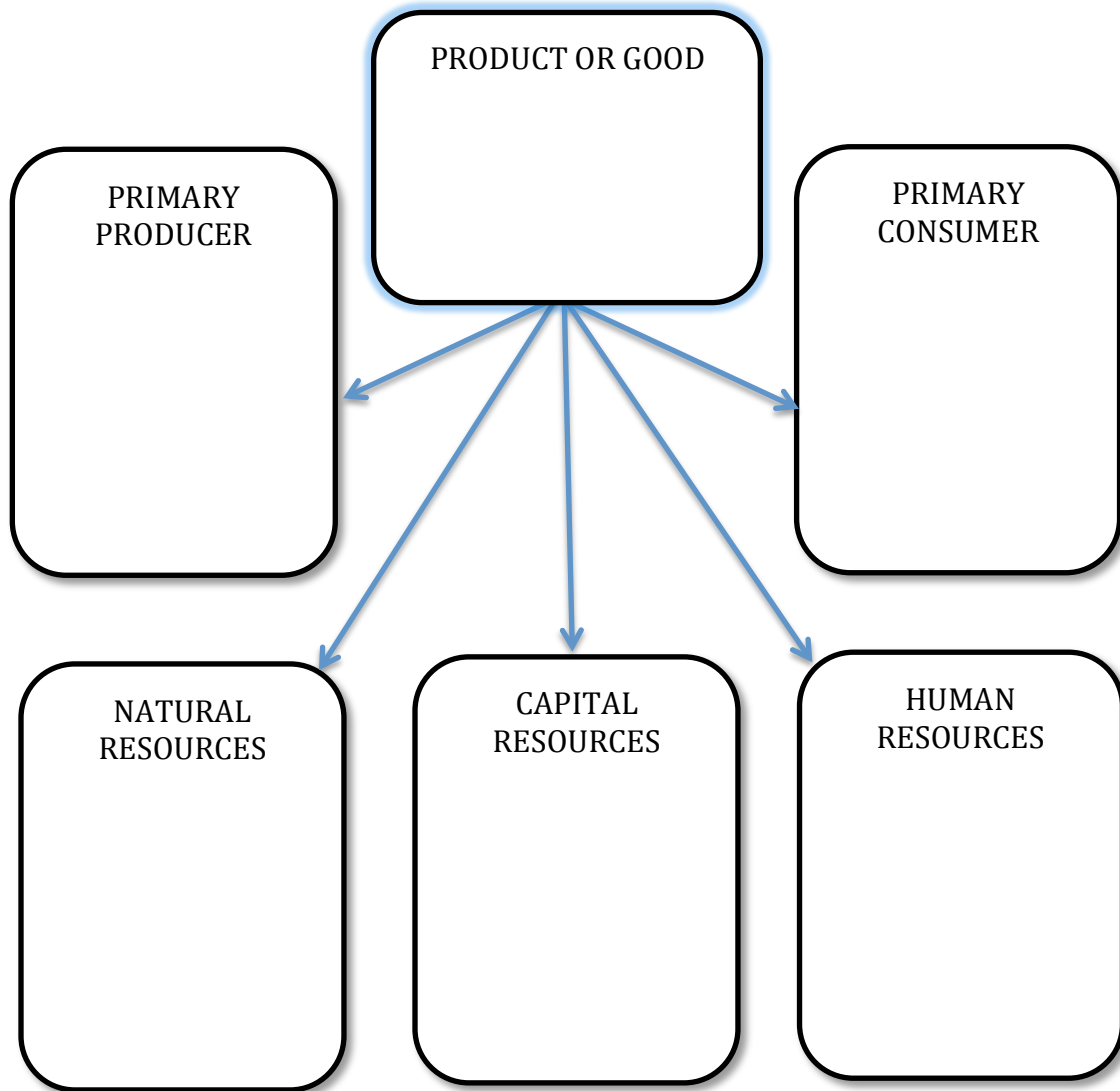 PRODUCT OR GOOD
PRIMARY
PRODUCER
PRIMARY
CONSUMER
NATURAL
RESOURCES
CAPITAL
RESOURCES
HUMAN
RESOURCES